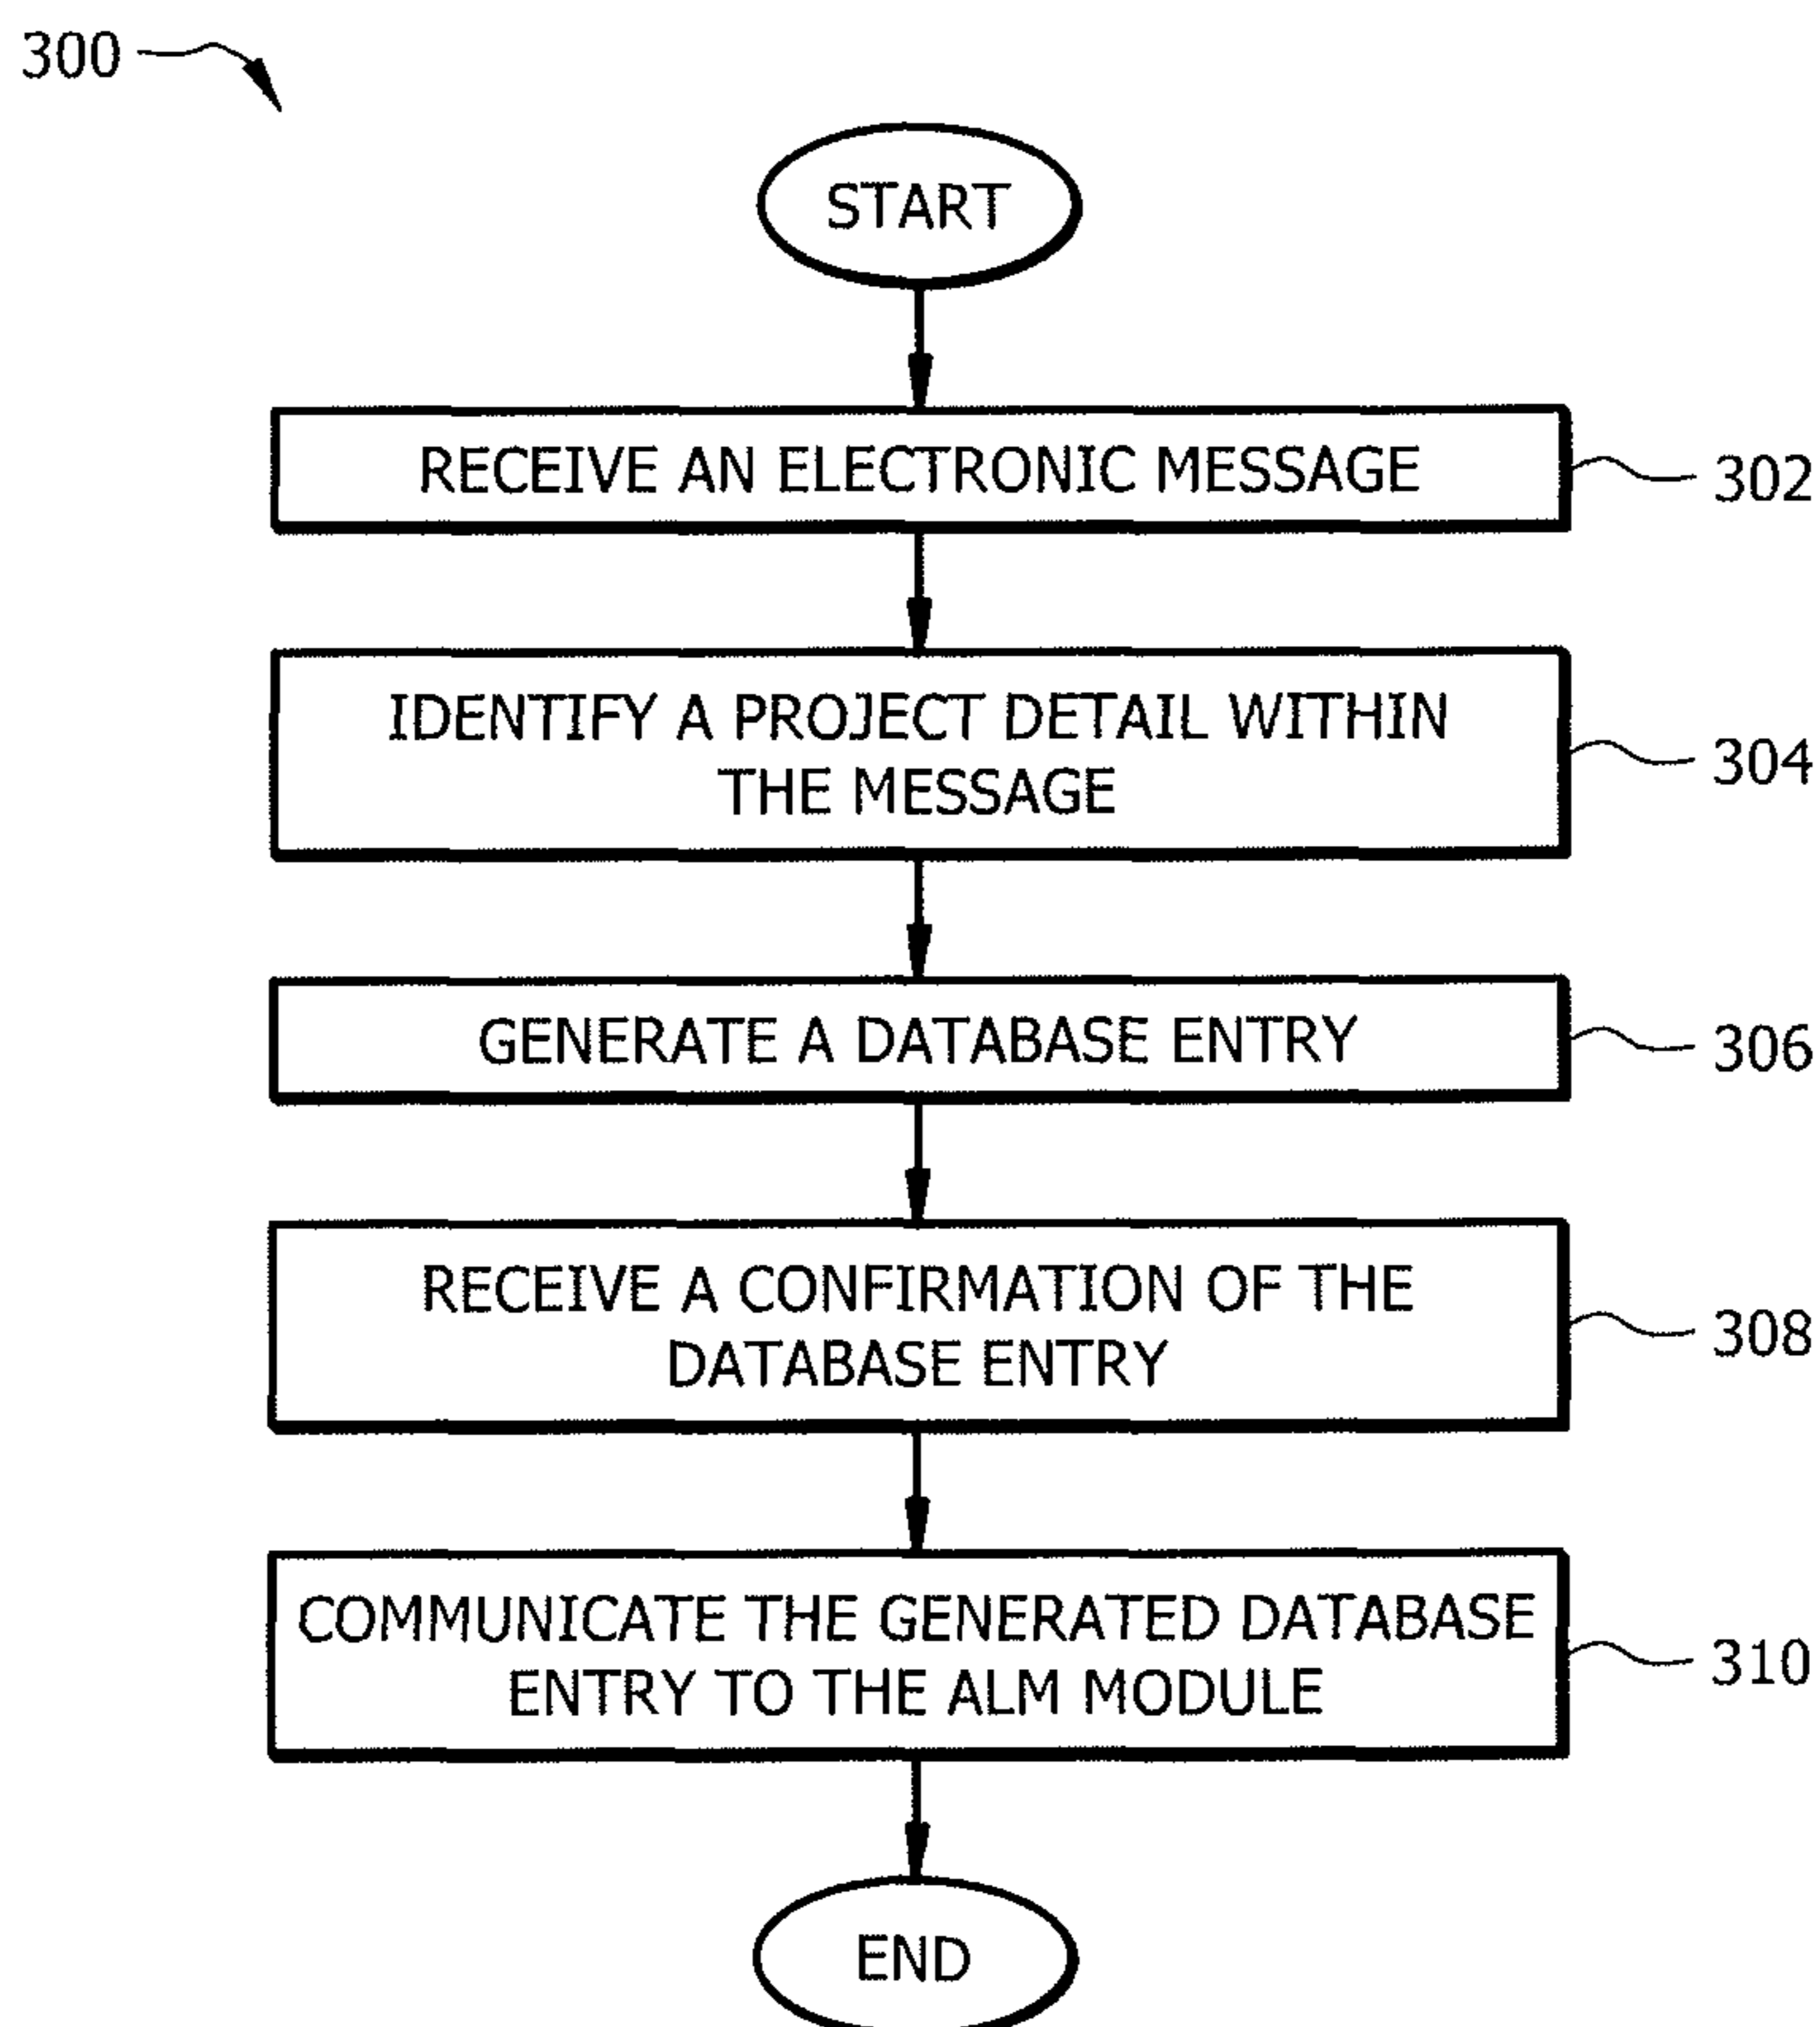 300
START
RECEIVE AN ELECTRONIC MESSAGE
302
IDENTIFY A PROJECT DETAIL WITHIN
THE MESSAGE
304
GENERATE A DATABASE ENTRY
306
RECEIVE A CONFIRMATION OF THE
DATABASE ENTRY
308
COMMUNICATE THE GENERATED DATABASE
ENTRY TO THE ALM MODULE
310
END